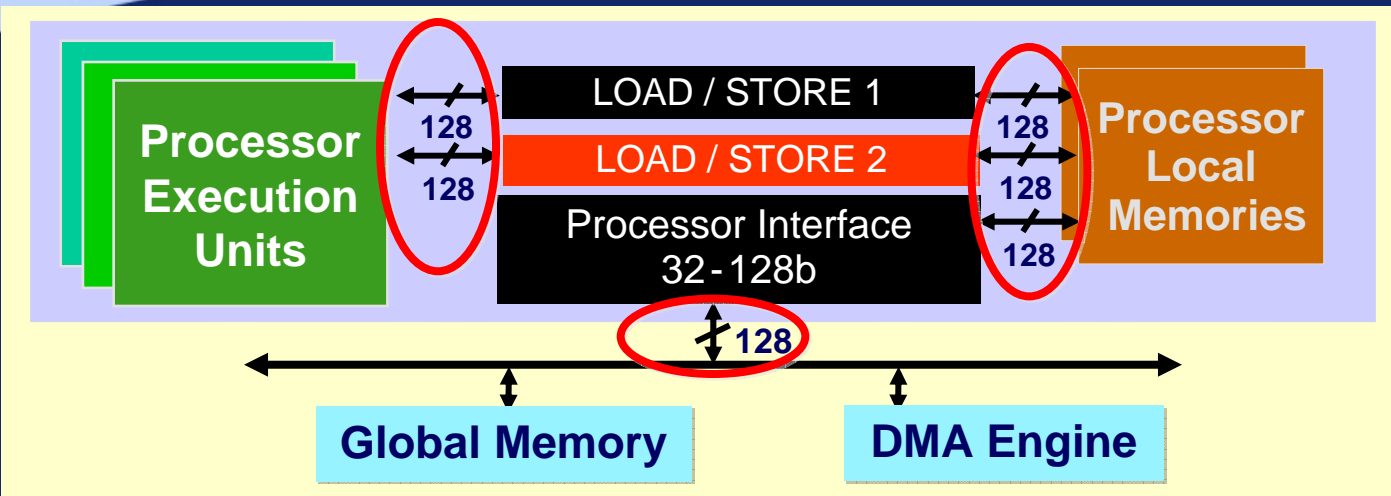 Processor
Execution
Units
128
128
LOAD / STORE 1
LOAD / STORE 2
Processor Interface
32-128b
128
128
128
Processor
Local
Memories
128
Global Memory
DMA Engine